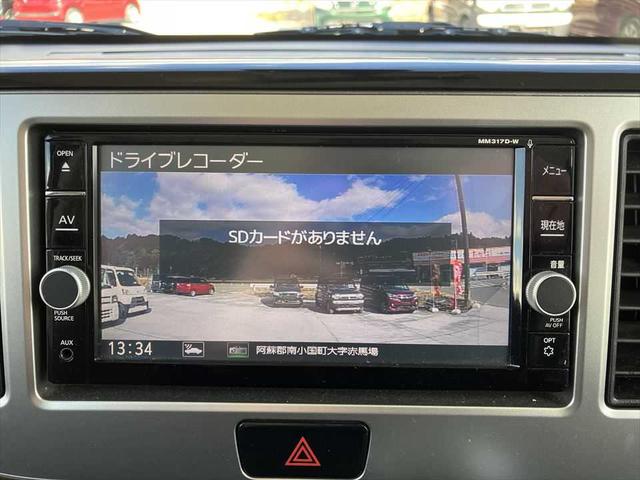 MM317D-W
OPEN
ドライブレコーダー
メニュー
AV
SDカードがありません
現在地
TRACK/SEEK
音量
PUSH
SOURCE
PUSH
AV OFF
AUX
13:34
阿蘇郡南小国町大字赤馬場
OPT